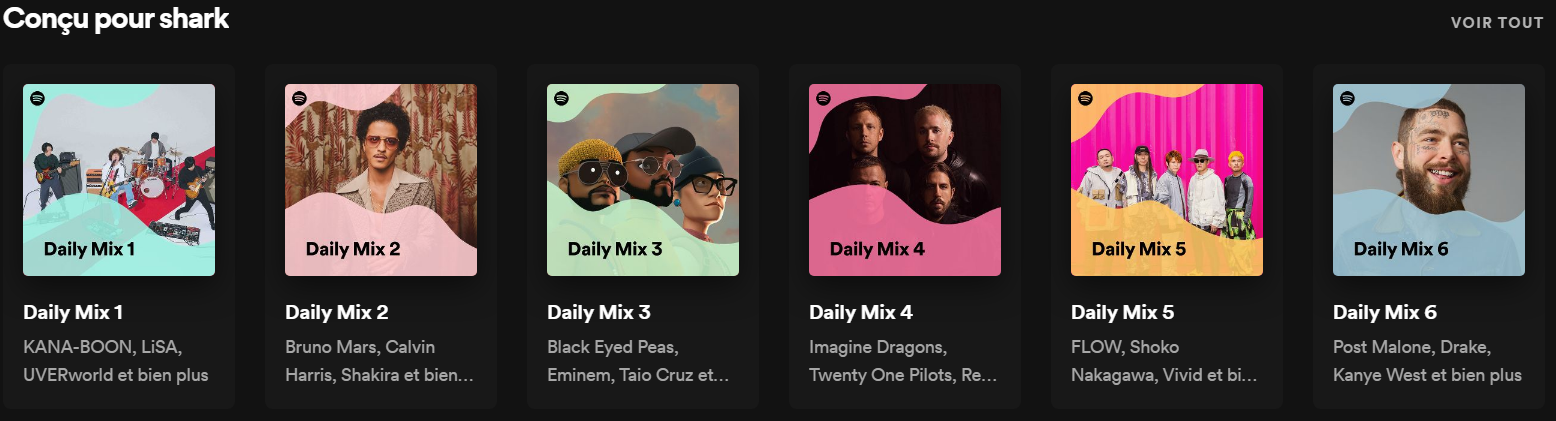 Conçu pour shark
VOIR TOUT
Daily Mix 1
Daily Mix 2
Daily Mix 3
Daily Mix 4
Daily Mix 5
Daily Mix 6
Daily Mix 1
KANA-BOON, LiSA,
UVERworld et bien plus
Daily Mix 2
Bruno Mars, Calvin
Harris, Shakira et bien...
Daily Mix 3
Black Eyed Peas,
Eminem, Taio Cruz et...
Daily Mix 4
Imagine Dragons,
Twenty One Pilots, Re...
Daily Mix 5
FLOW, Shoko
Nakagawa, Vivid et bi...
Daily Mix 6
Post Malone, Drake,
Kanye West et bien plus